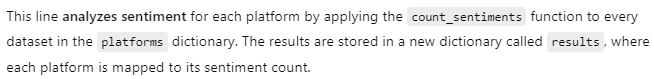 This line analyzes sentiment for each platform by applying the count_sentiments function to every
dataset in the platforms dictionary. The results are stored in a new dictionary called results, where
each platform is mapped to its sentiment count.